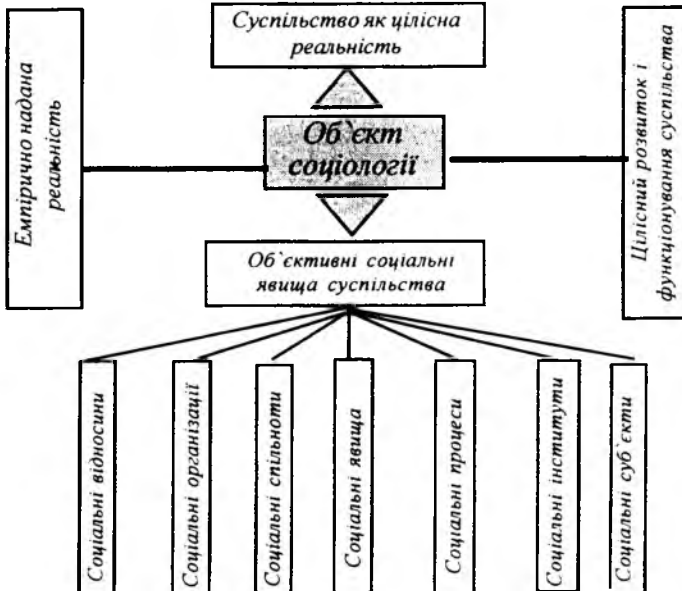 Суспільство як цілісна
реальність
Емпірично надана
реальність
Об`єкт
соціології
Цілісний розвиток і
функціонування суспільства
Об`єктивні соціальні
явища суспільства
Соціальні відносини
Соціальні організації
Соціальні спільноти
Соціальні явища
Соціальні процеси
Соціальні інститути
Соціальні суб`єкти